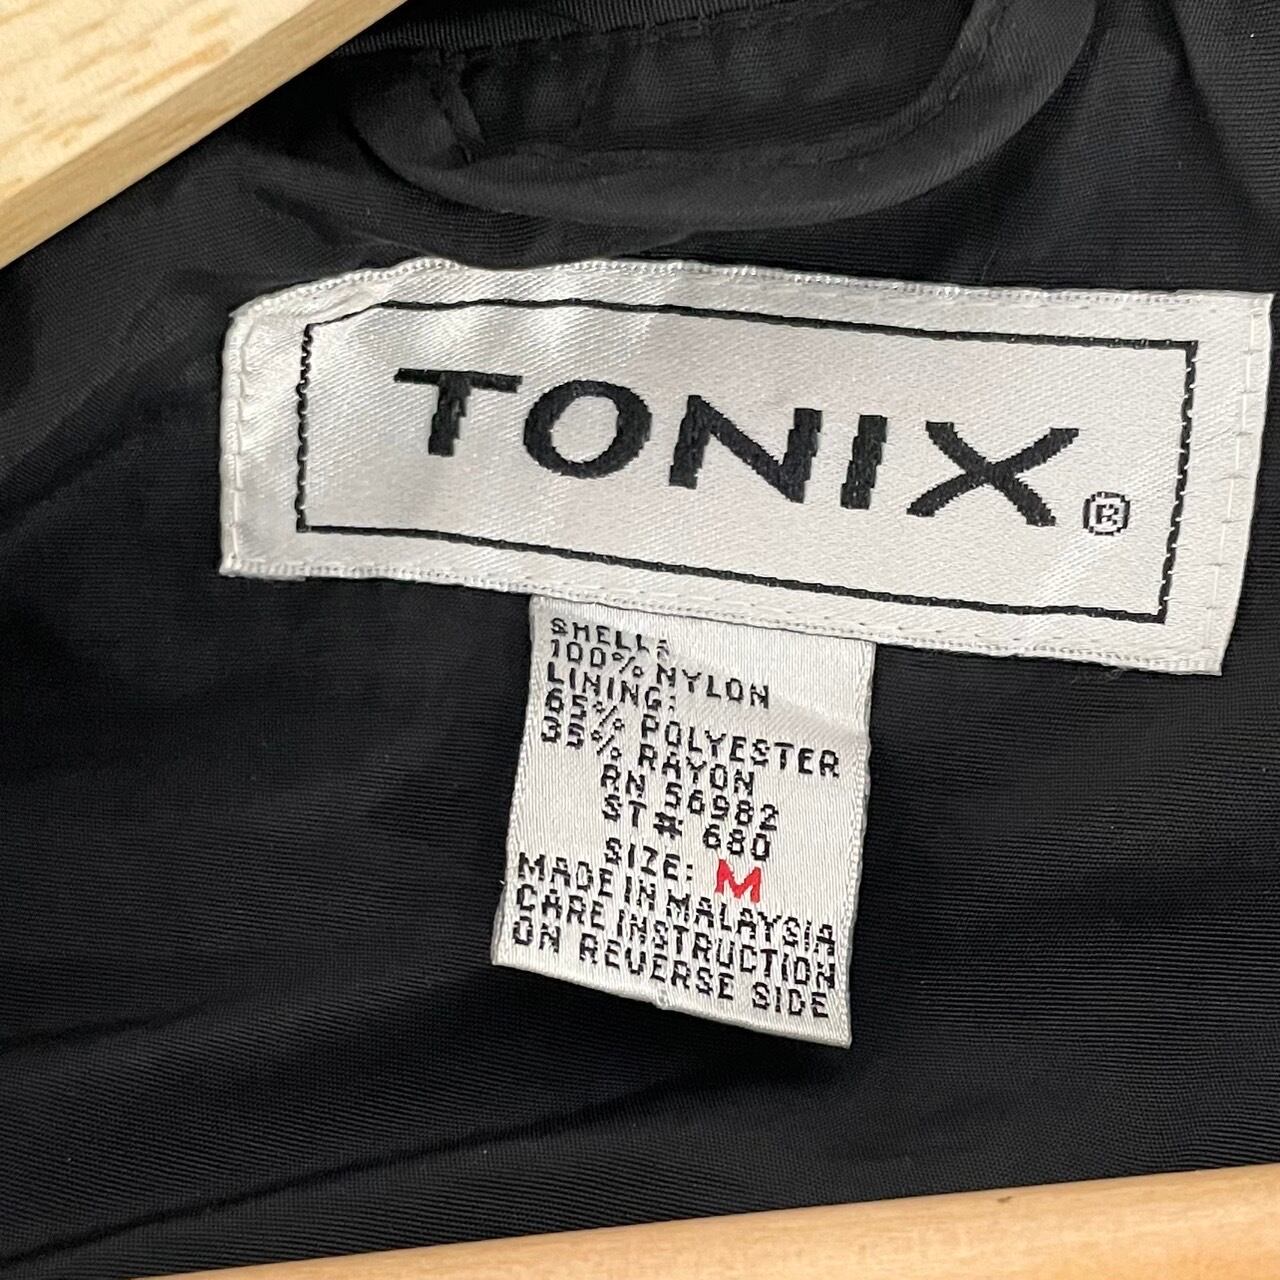 TONIX®
SHELL:
100% NYLON
LINING:
65% POLYESTER
35% RAYON
RN 56982
ST# 680
SIZE: M
MADE IN MALAYSIA
CARE INSTRUCTION
ON REVERSE SIDE